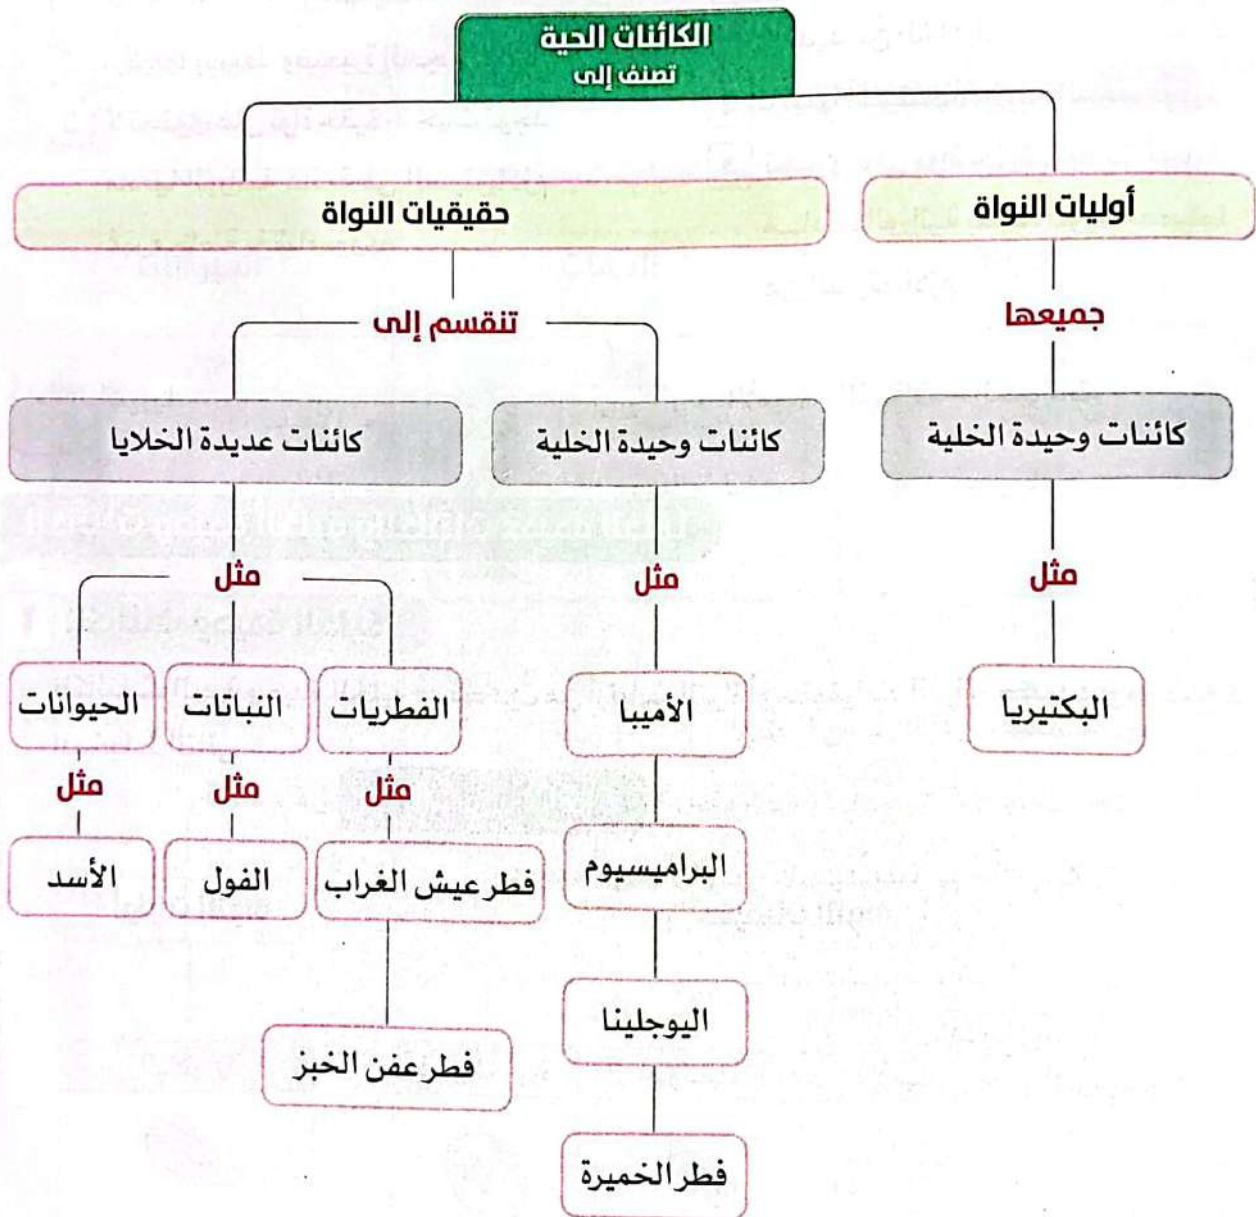 الكائنات الحية
تصنف إلى
أوليات النواة
حقيقيات النواة
جميعها
تنقسم إلى
كائنات وحيدة الخلية
كائنات وحيدة الخلية
كائنات عديدة الخلايا
مثل
مثل
مثل
البكتيريا
الأميبا
الفطريات
النباتات
الحيوانات
مثل
مثل
مثل
البراميسيوم
فطر عيش الغراب
الفول
الأسد
اليوجلينا
فطر عفن الخبز
فطر الخميرة